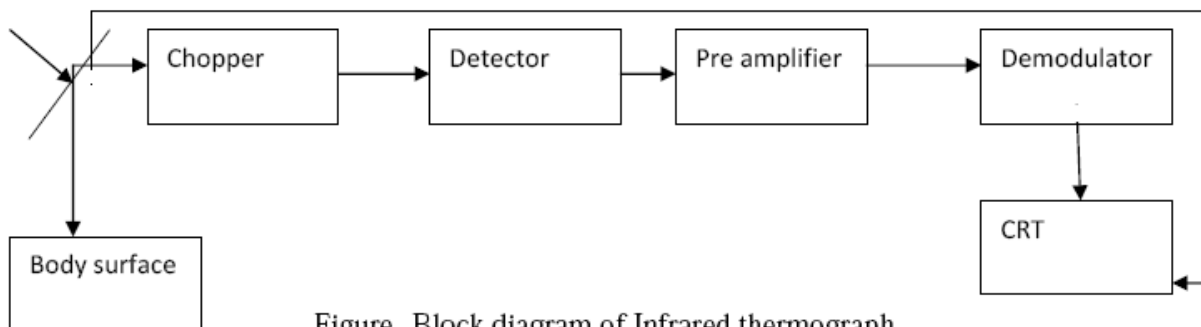 Chopper
Detector
Pre amplifier
Demodulator
CRT
Body surface
Figure. Block diagram of Infrared thermograph